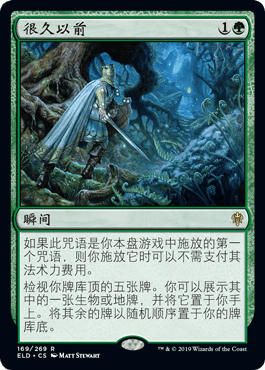 很久以前 1
瞬间
如果此咒语是你本盘游戏中施放的第一
个咒语，则你施放它时可以不需支付其
法术力费用。
检视你牌库顶的五张牌。你可以展示其
中的一张生物或地牌，并将它置于你手
上。将其余的牌以随机顺序置于你的牌
库底。
169/269 R
ELD • CS MATT STEWART
™ & © 2019 Wizards of the Coast